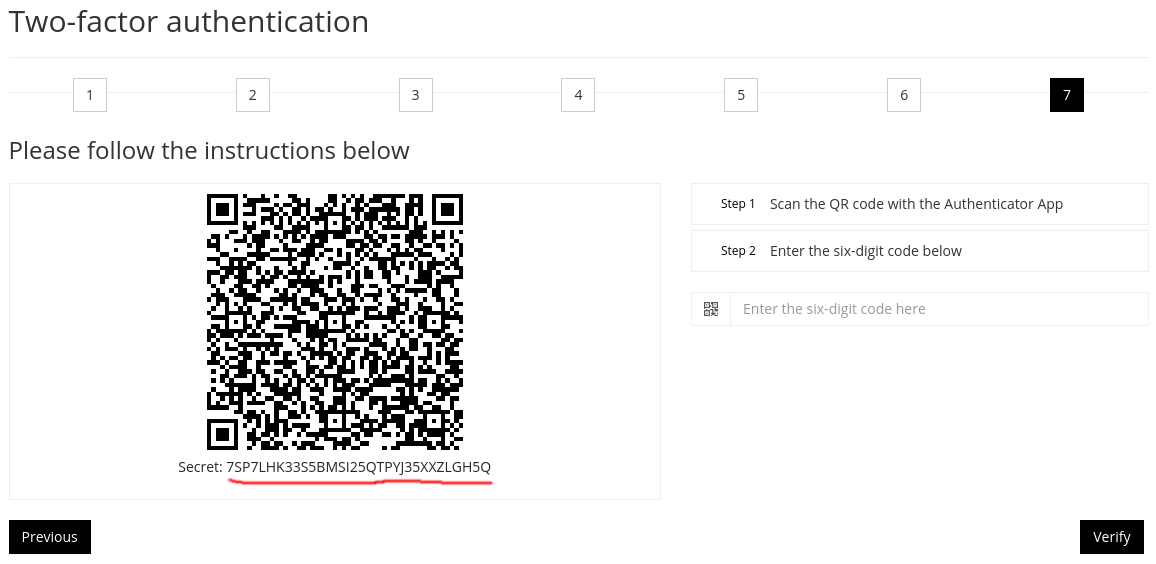 Two-factor authentication
1 2 3 4 5 6 7
Please follow the instructions below
Step 1 Scan the QR code with the Authenticator App
Step 2 Enter the six-digit code below
Enter the six-digit code here
Secret: 7SP7LHK33S5BMSI25QTPYJ35XXZLGH5Q
Previous
Verify